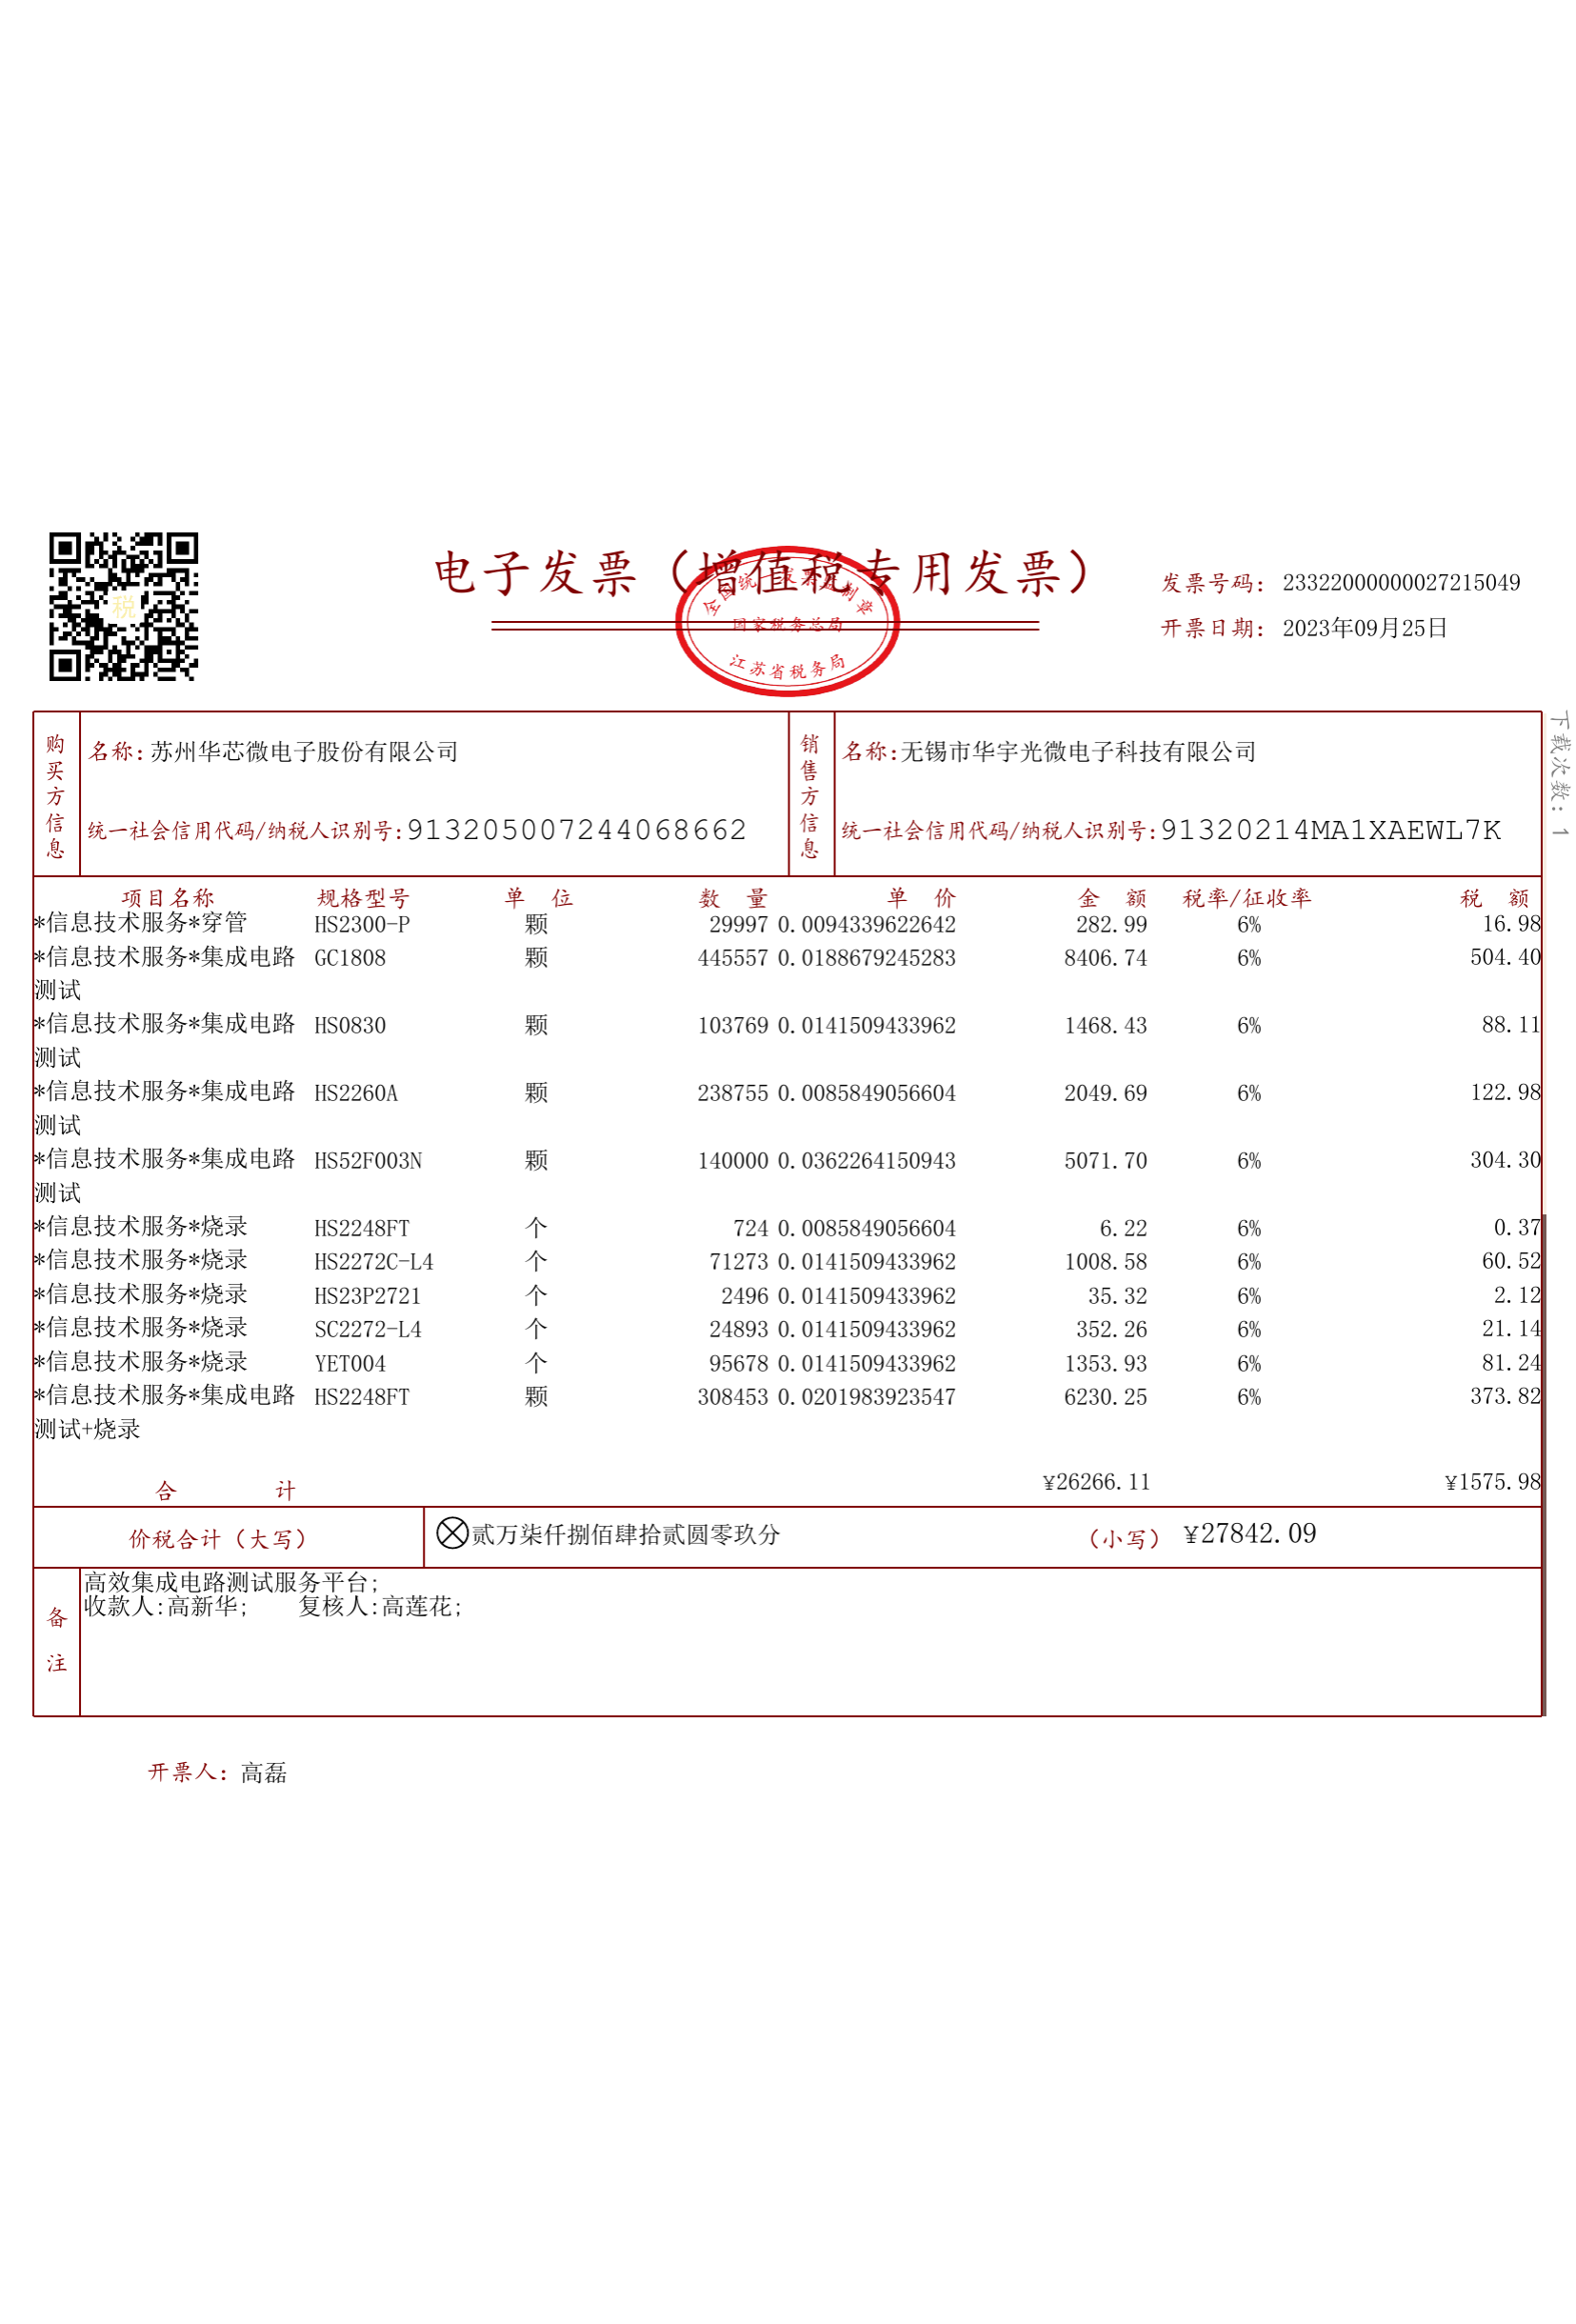 电子发票（增值税专用发票）
全国统一发票监制章
国家税务总局
江苏省税务局
税
发票号码：23322000000027215049
开票日期：2023年09月25日
下载次数：1
购买方信息
名称：苏州华芯微电子股份有限公司
统一社会信用代码/纳税人识别号：913205007244068662
销售方信息
名称：无锡市华宇光微电子科技有限公司
统一社会信用代码/纳税人识别号：91320214MA1XAEWL7K
项目名称 规格型号 单位 数量 单价 金额 税率/征收率 税额
*信息技术服务*穿管 HS2300-P 颗 29997 0.0094339622642 282.99 6% 16.98
*信息技术服务*集成电路 GC1808 颗 445557 0.0188679245283 8406.74 6% 504.40
测试
*信息技术服务*集成电路 HS0830 颗 103769 0.0141509433962 1468.43 6% 88.11
测试
*信息技术服务*集成电路 HS2260A 颗 238755 0.0085849056604 2049.69 6% 122.98
测试
*信息技术服务*集成电路 HS52F003N 颗 140000 0.0362264150943 5071.70 6% 304.30
测试
*信息技术服务*烧录 HS2248FT 个 724 0.0085849056604 6.22 6% 0.37
*信息技术服务*烧录 HS2272C-L4 个 71273 0.0141509433962 1008.58 6% 60.52
*信息技术服务*烧录 HS23P2721 个 2496 0.0141509433962 35.32 6% 2.12
*信息技术服务*烧录 SC2272-L4 个 24893 0.0141509433962 352.26 6% 21.14
*信息技术服务*烧录 YET004 个 95678 0.0141509433962 1353.93 6% 81.24
*信息技术服务*集成电路 HS2248FT 颗 308453 0.0201983923547 6230.25 6% 373.82
测试+烧录
合计 ¥26266.11 ¥1575.98
价税合计（大写） 贰万柒仟捌佰肆拾贰圆零玖分 （小写） ¥27842.09
备注
高效集成电路测试服务平台;
收款人:高新华; 复核人:高莲花;
开票人：高磊